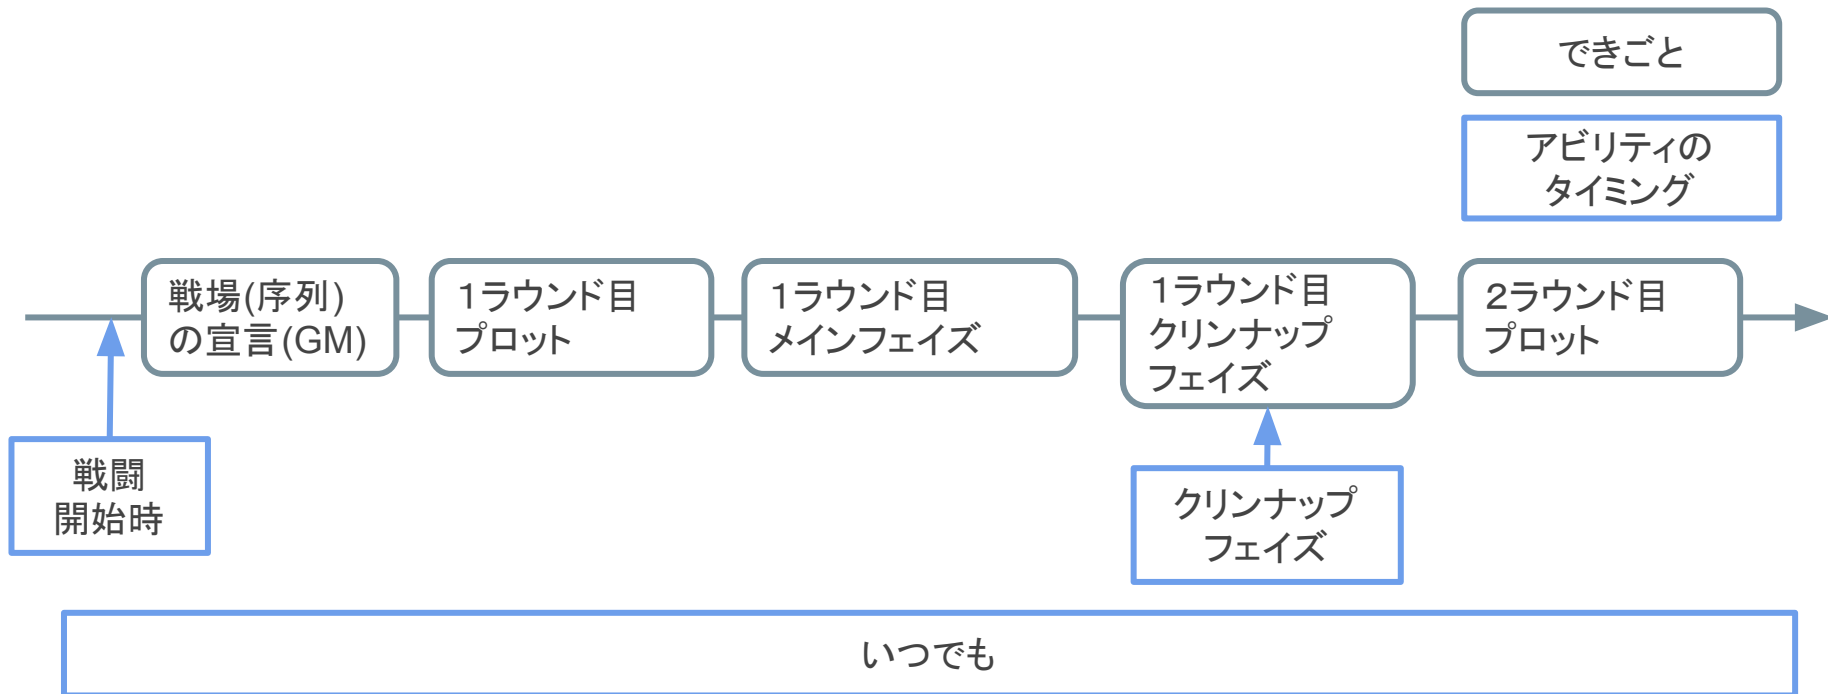 できごと
アビリティの
タイミング
戦場(序列)
の宣言(GM)
1ラウンド目
プロット
1ラウンド目
メインフェイズ
1ラウンド目
クリンナップ
フェイズ
2ラウンド目
プロット
戦闘
開始時
クリンナップ
フェイズ
いつでも